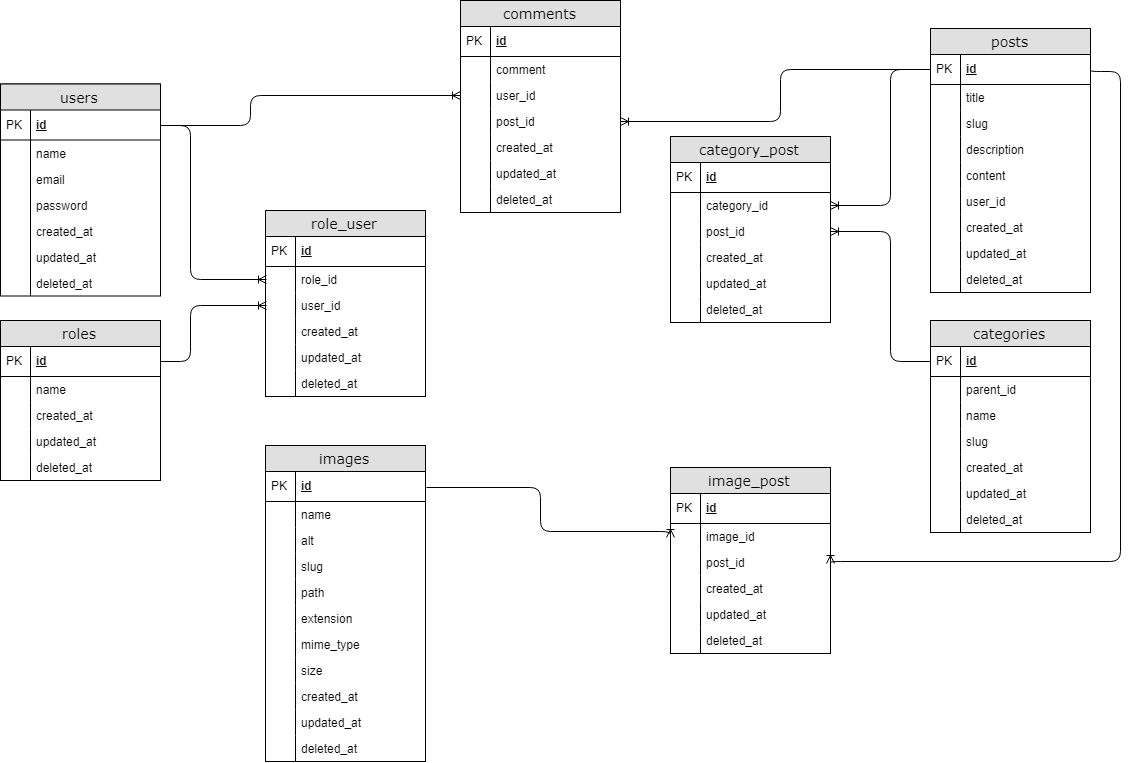 comments
PK id
comment
user_id
post_id
created_at
updated_at
deleted_at
posts
PK id
title
slug
description
content
user_id
created_at
updated_at
deleted_at
users
PK id
name
email
password
created_at
updated_at
deleted_at
category_post
PK id
category_id
post_id
created_at
updated_at
deleted_at
role_user
PK id
role_id
user_id
created_at
updated_at
deleted_at
roles
PK id
name
created_at
updated_at
deleted_at
categories
PK id
parent_id
name
slug
created_at
updated_at
deleted_at
images
PK id
name
alt
slug
path
extension
mime_type
size
created_at
updated_at
deleted_at
image_post
PK id
image_id
post_id
created_at
updated_at
deleted_at